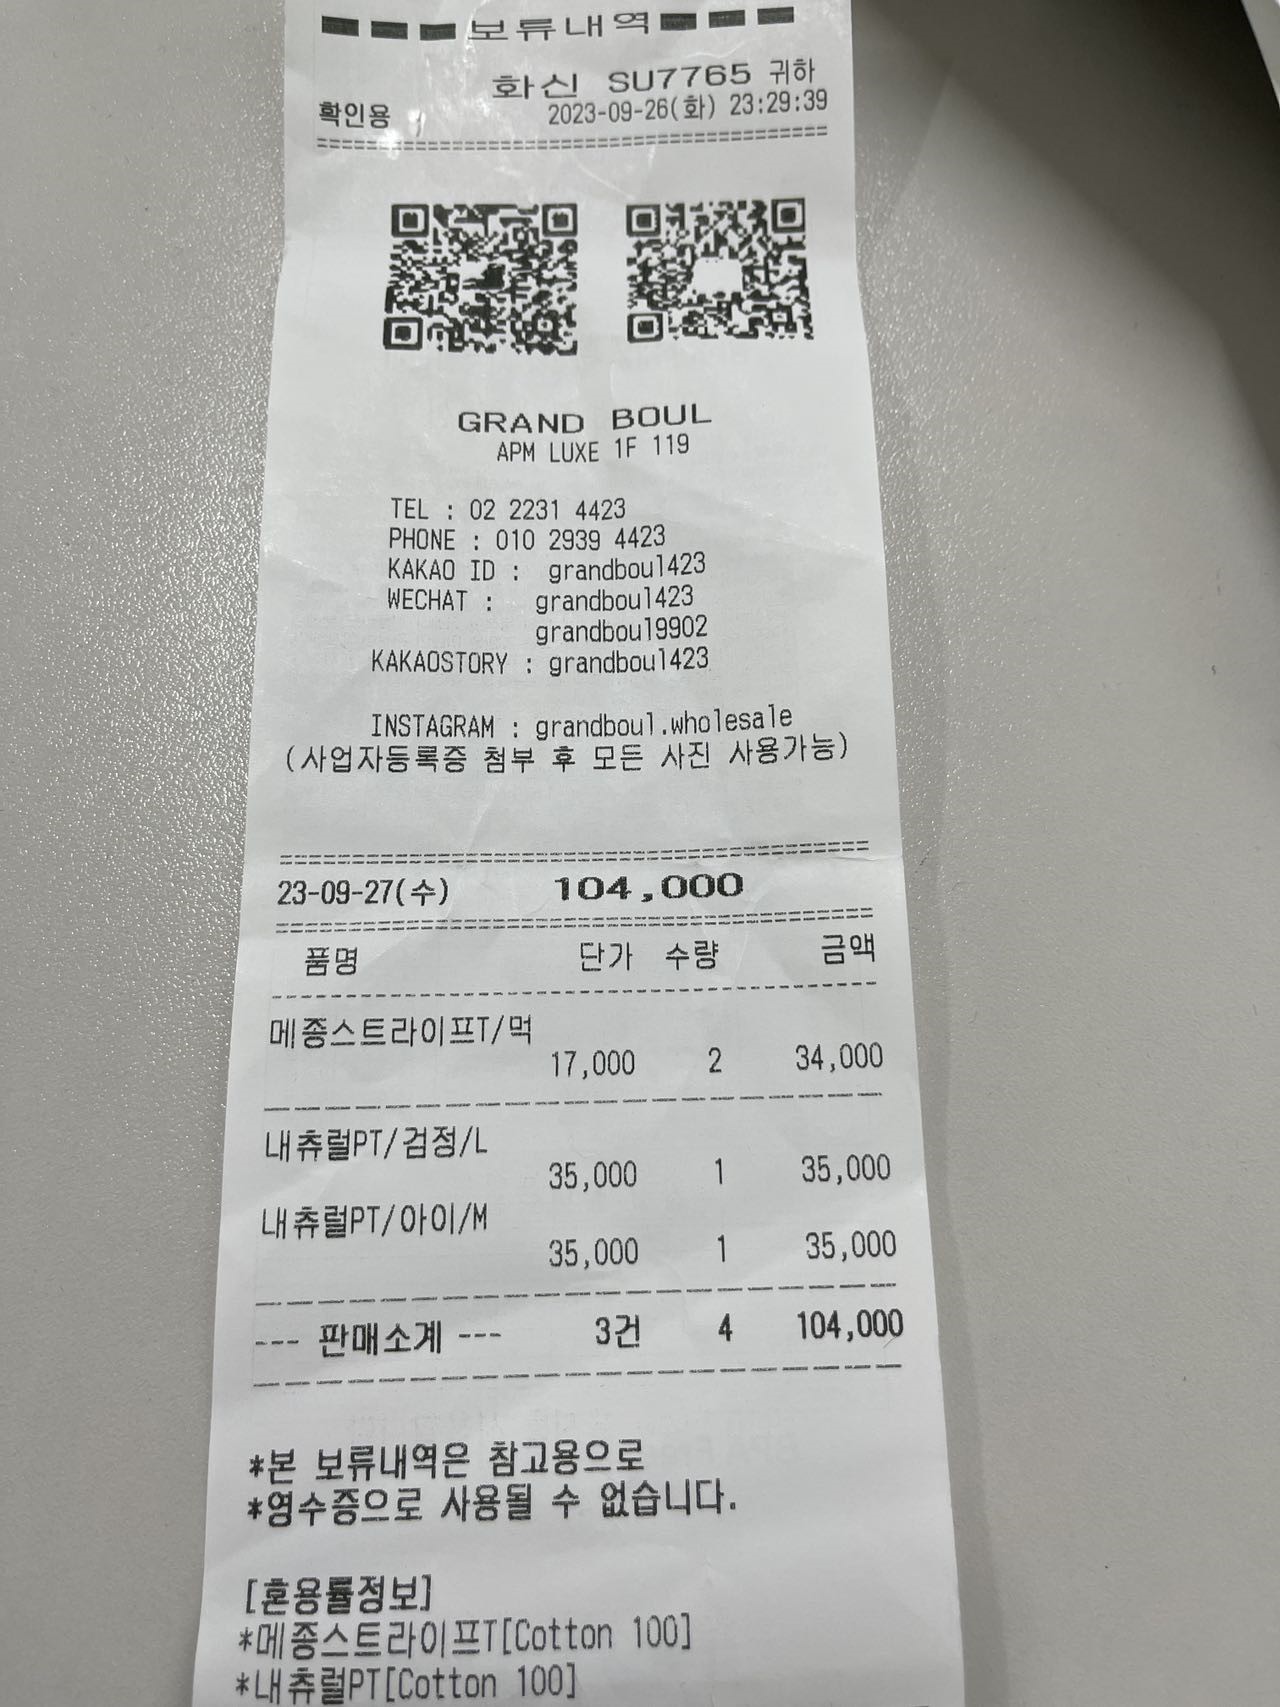 보류내역
화신 SU7765 귀하
확인용 2023-09-26(화) 23:29:39
GRAND BOUL
APM LUXE 1F 119
TEL : 02 2231 4423
PHONE : 010 2939 4423
KAKAO ID : grandboul423
WECHAT : grandboul423
grandboul9902
KAKAOSTORY : grandboul423
INSTAGRAM : grandboul.wholesale
(사업자등록증 첨부 후 모든 사진 사용가능)
23-09-27(수) 104,000
품명 단가 수량 금액
메종스트라이프T/먹
17,000 2 34,000
내츄럴PT/검정/L
35,000 1 35,000
내츄럴PT/아이/M
35,000 1 35,000
--- 판매소계 --- 3건 4 104,000
*본 보류내역은 참고용으로
*영수증으로 사용될 수 없습니다.
[혼용률정보]
*메종스트라이프T[Cotton 100]
*내츄럴PT[Cotton 100]